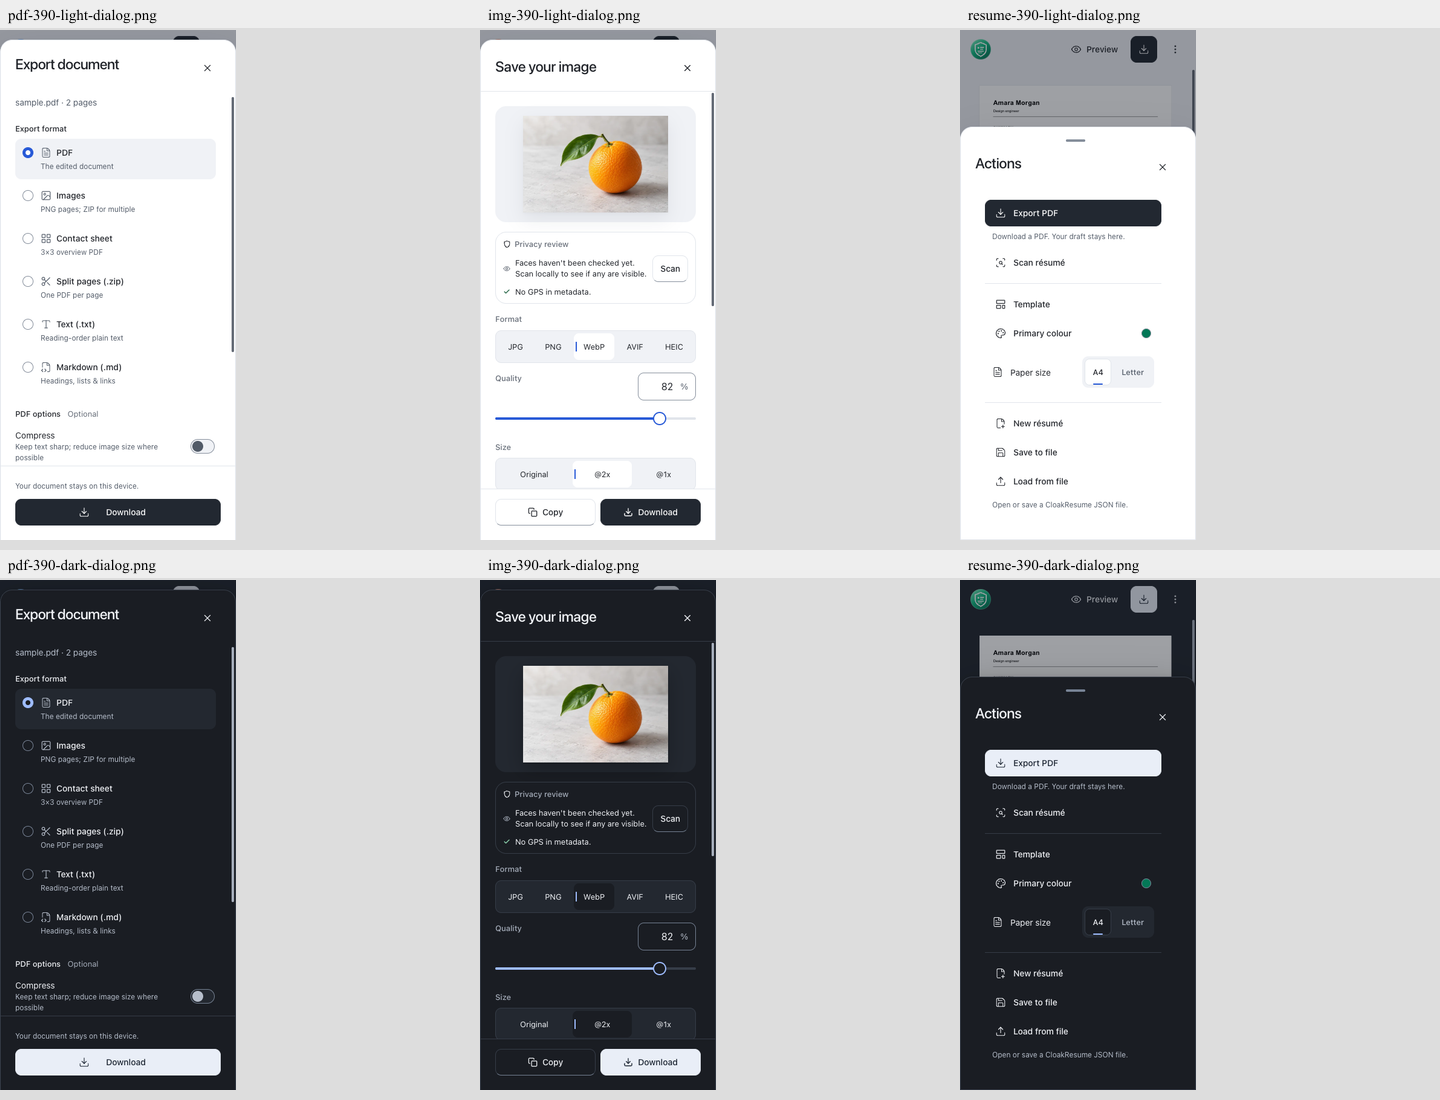 pdf-390-light-dialog.png
Export document
sample.pdf · 2 pages
Export format
PDF
The edited document
Images
PNG pages; ZIP for multiple
Contact sheet
3×3 overview PDF
Split pages (.zip)
One PDF per page
Text (.txt)
Reading-order plain text
Markdown (.md)
Headings, lists & links
PDF options Optional
Compress
Keep text sharp; reduce image size where
possible
Your document stays on this device.
Download
img-390-light-dialog.png
Save your image
Privacy review
Faces haven't been checked yet.
Scan locally to see if any are visible.
Scan
No GPS in metadata.
Format
JPG PNG WebP AVIF HEIC
Quality
82 %
Size
Original @2x @1x
Copy Download
resume-390-light-dialog.png
Preview
Amara Morgan
Design engineer
Actions
Export PDF
Download a PDF. Your draft stays here.
Scan résumé
Template
Primary colour
Paper size A4 Letter
New résumé
Save to file
Load from file
Open or save a CloakResume JSON file.
pdf-390-dark-dialog.png
Export document
sample.pdf · 2 pages
Export format
PDF
The edited document
Images
PNG pages; ZIP for multiple
Contact sheet
3×3 overview PDF
Split pages (.zip)
One PDF per page
Text (.txt)
Reading-order plain text
Markdown (.md)
Headings, lists & links
PDF options Optional
Compress
Keep text sharp; reduce image size where
possible
Your document stays on this device.
Download
img-390-dark-dialog.png
Save your image
Privacy review
Faces haven't been checked yet.
Scan locally to see if any are visible.
Scan
No GPS in metadata.
Format
JPG PNG WebP AVIF HEIC
Quality
82 %
Size
Original @2x @1x
Copy Download
resume-390-dark-dialog.png
Preview
Amara Morgan
Design engineer
Actions
Export PDF
Download a PDF. Your draft stays here.
Scan résumé
Template
Primary colour
Paper size A4 Letter
New résumé
Save to file
Load from file
Open or save a CloakResume JSON file.